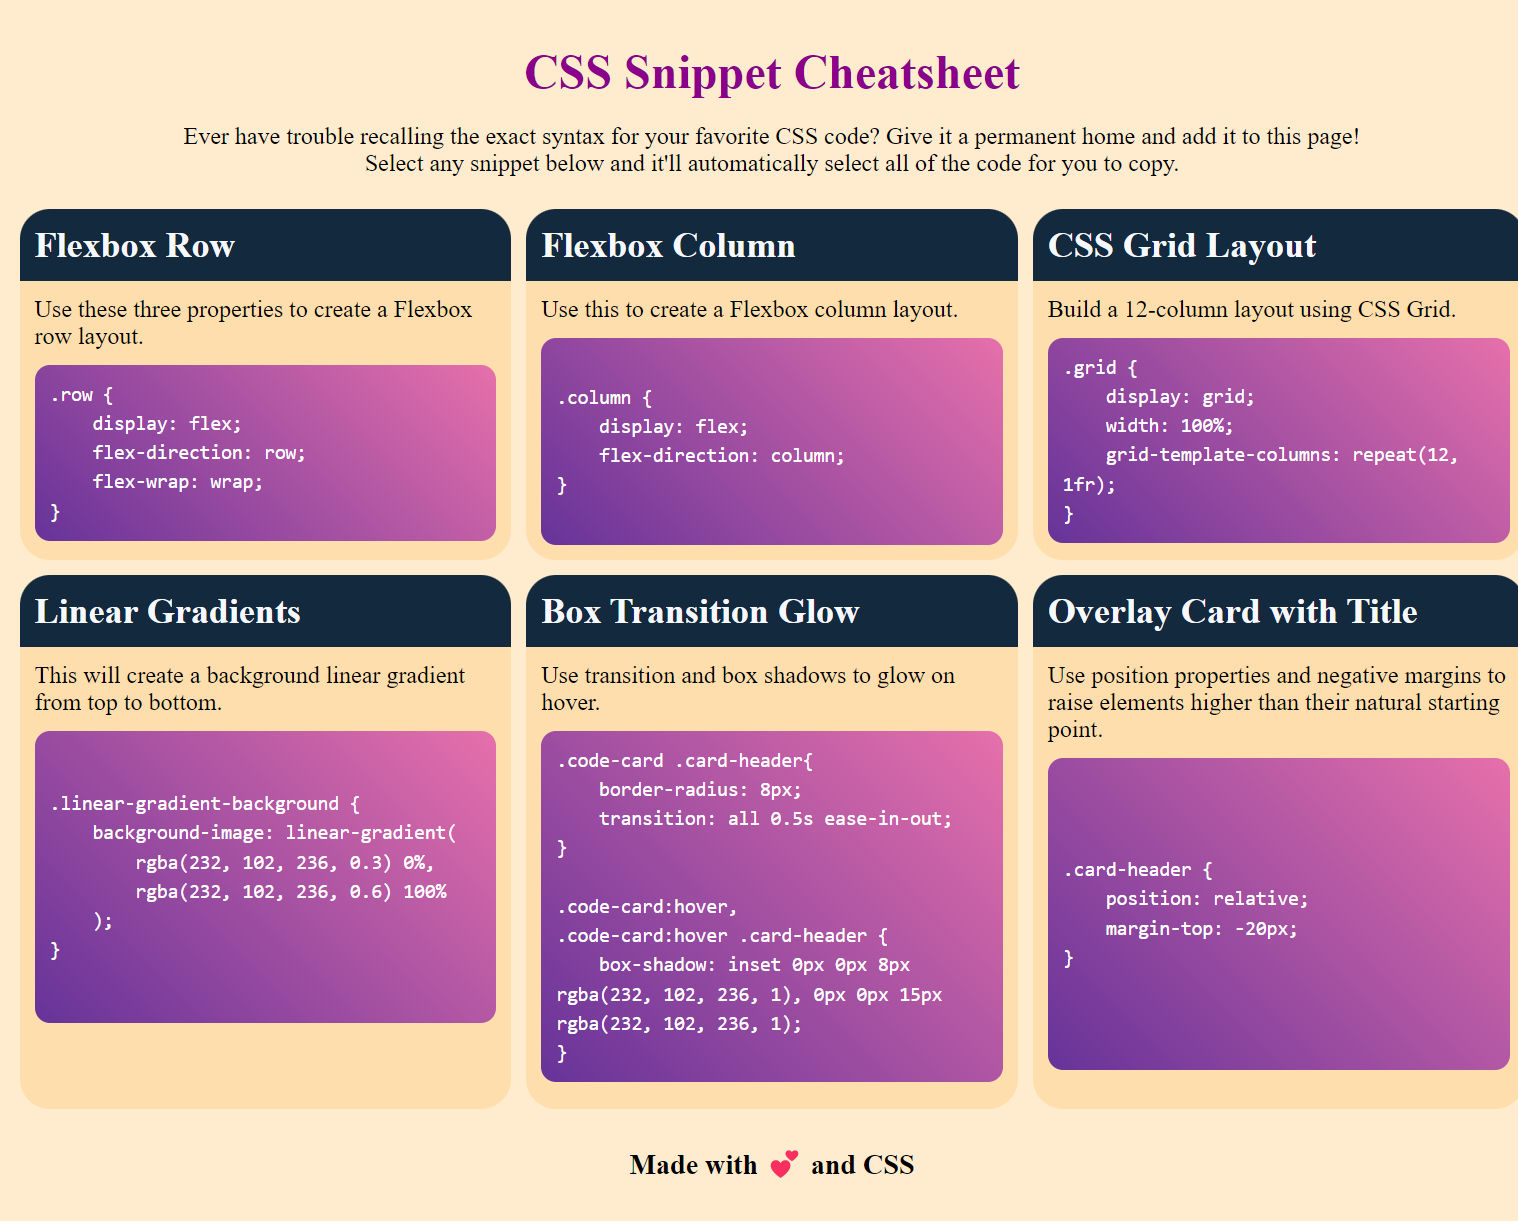 CSS Snippet Cheatsheet
Ever have trouble recalling the exact syntax for your favorite CSS code? Give it a permanent home and add it to this page!
Select any snippet below and it'll automatically select all of the code for you to copy.
Flexbox Row
Use these three properties to create a Flexbox
row layout.
.row {
    display: flex;
    flex-direction: row;
    flex-wrap: wrap;
}
Flexbox Column
Use this to create a Flexbox column layout.
.column {
    display: flex;
    flex-direction: column;
}
CSS Grid Layout
Build a 12-column layout using CSS Grid.
.grid {
    display: grid;
    width: 100%;
    grid-template-columns: repeat(12,
1fr);
}
Linear Gradients
This will create a background linear gradient
from top to bottom.
.linear-gradient-background {
    background-image: linear-gradient(
        rgba(232, 102, 236, 0.3) 0%,
        rgba(232, 102, 236, 0.6) 100%
    );
}
Box Transition Glow
Use transition and box shadows to glow on
hover.
.code-card .card-header{
    border-radius: 8px;
    transition: all 0.5s ease-in-out;
}
.code-card:hover,
.code-card:hover .card-header {
    box-shadow: inset 0px 0px 8px
rgba(232, 102, 236, 1), 0px 0px 15px
rgba(232, 102, 236, 1);
}
Overlay Card with Title
Use position properties and negative margins to
raise elements higher than their natural starting
point.
.card-header {
    position: relative;
    margin-top: -20px;
}
Made with 💕 and CSS